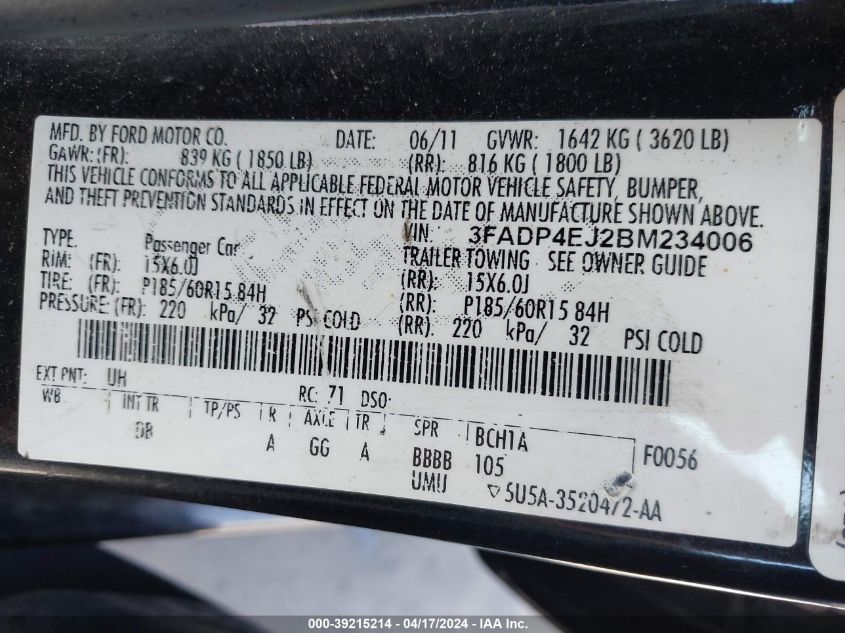 MFD. BY FORD MOTOR CO. DATE: 06/11 GVWR: 1642 KG ( 3620 LB)
GAWR:(FR): 839 KG ( 1850 LB) (RR): 816 KG ( 1800 LB)
THIS VEHICLE CONFORMS TO ALL APPLICABLE FEDERAL MOTOR VEHICLE SAFETY, BUMPER,
AND THEFT PREVENTION STANDARDS IN EFFECT ON THE DATE OF MANUFACTURE SHOWN ABOVE.
VIN: 3FADP4EJ2BM234006
TYPE: Passenger Car TRAILER TOWING SEE OWNER GUIDE
RIM: (FR): 15X6.0J (RR): 15X6.0J
TIRE: (FR): P185/60R15 84H (RR): P185/60R15 84H
PRESSURE:(FR): 220 kPa/ 32 PSI COLD (RR): 220 kPa/ 32 PSI COLD
EXT PNT: UH RC: 71 DSO:
WB INT TR TP/PS R AXLE TR SPR BCH1A F0056
DB A GG A BBBB 105
UMU ▽5U5A-3520472-AA
000-39215214 - 04/17/2024 - IAA Inc.